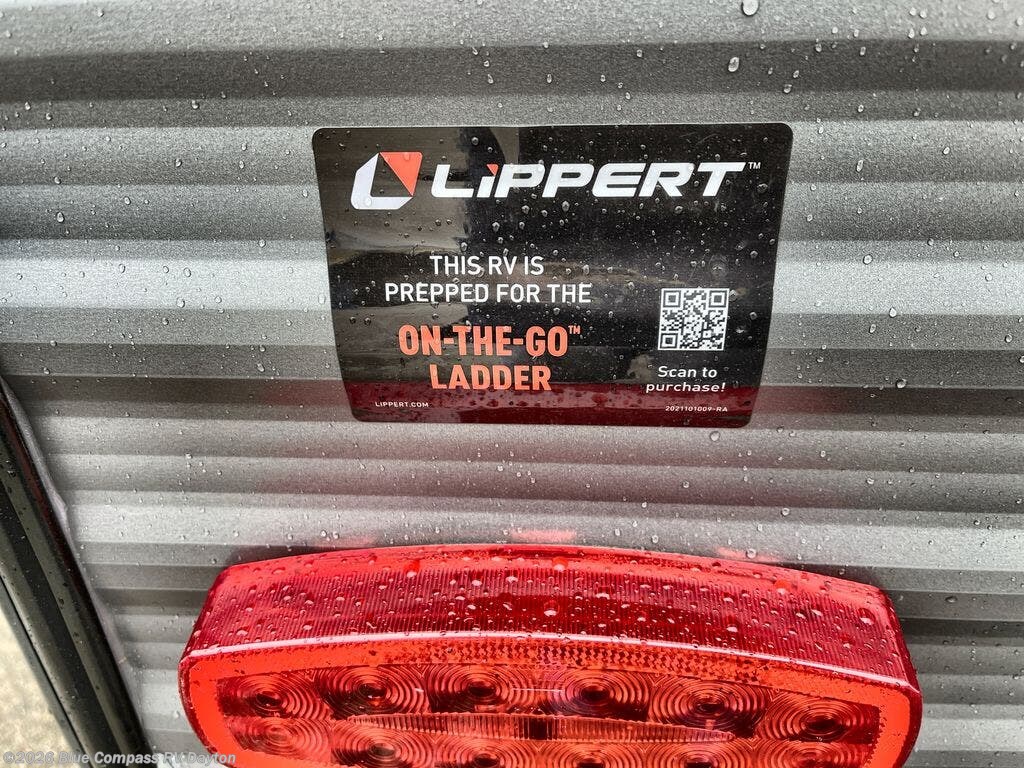 LIPPERT™
THIS RV IS
PREPPED FOR THE
ON-THE-GO™
LADDER
Scan to
purchase!
LIPPERT.COM
2021101009-RA
©2026 Blue Compass RV Dayton